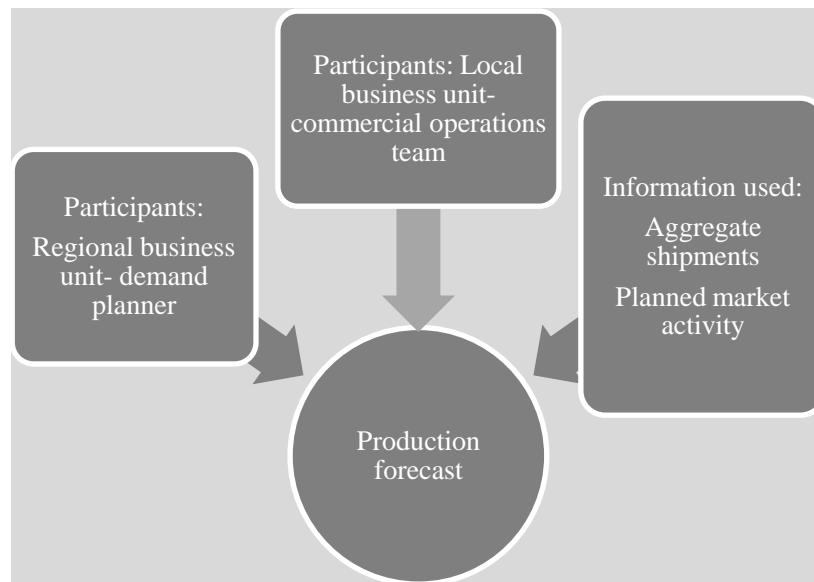 Participants:
Regional business
unit- demand
planner
Participants: Local
business unit-
commercial operations
team
Information used:
Aggregate
shipments
Planned market
activity
Production
forecast